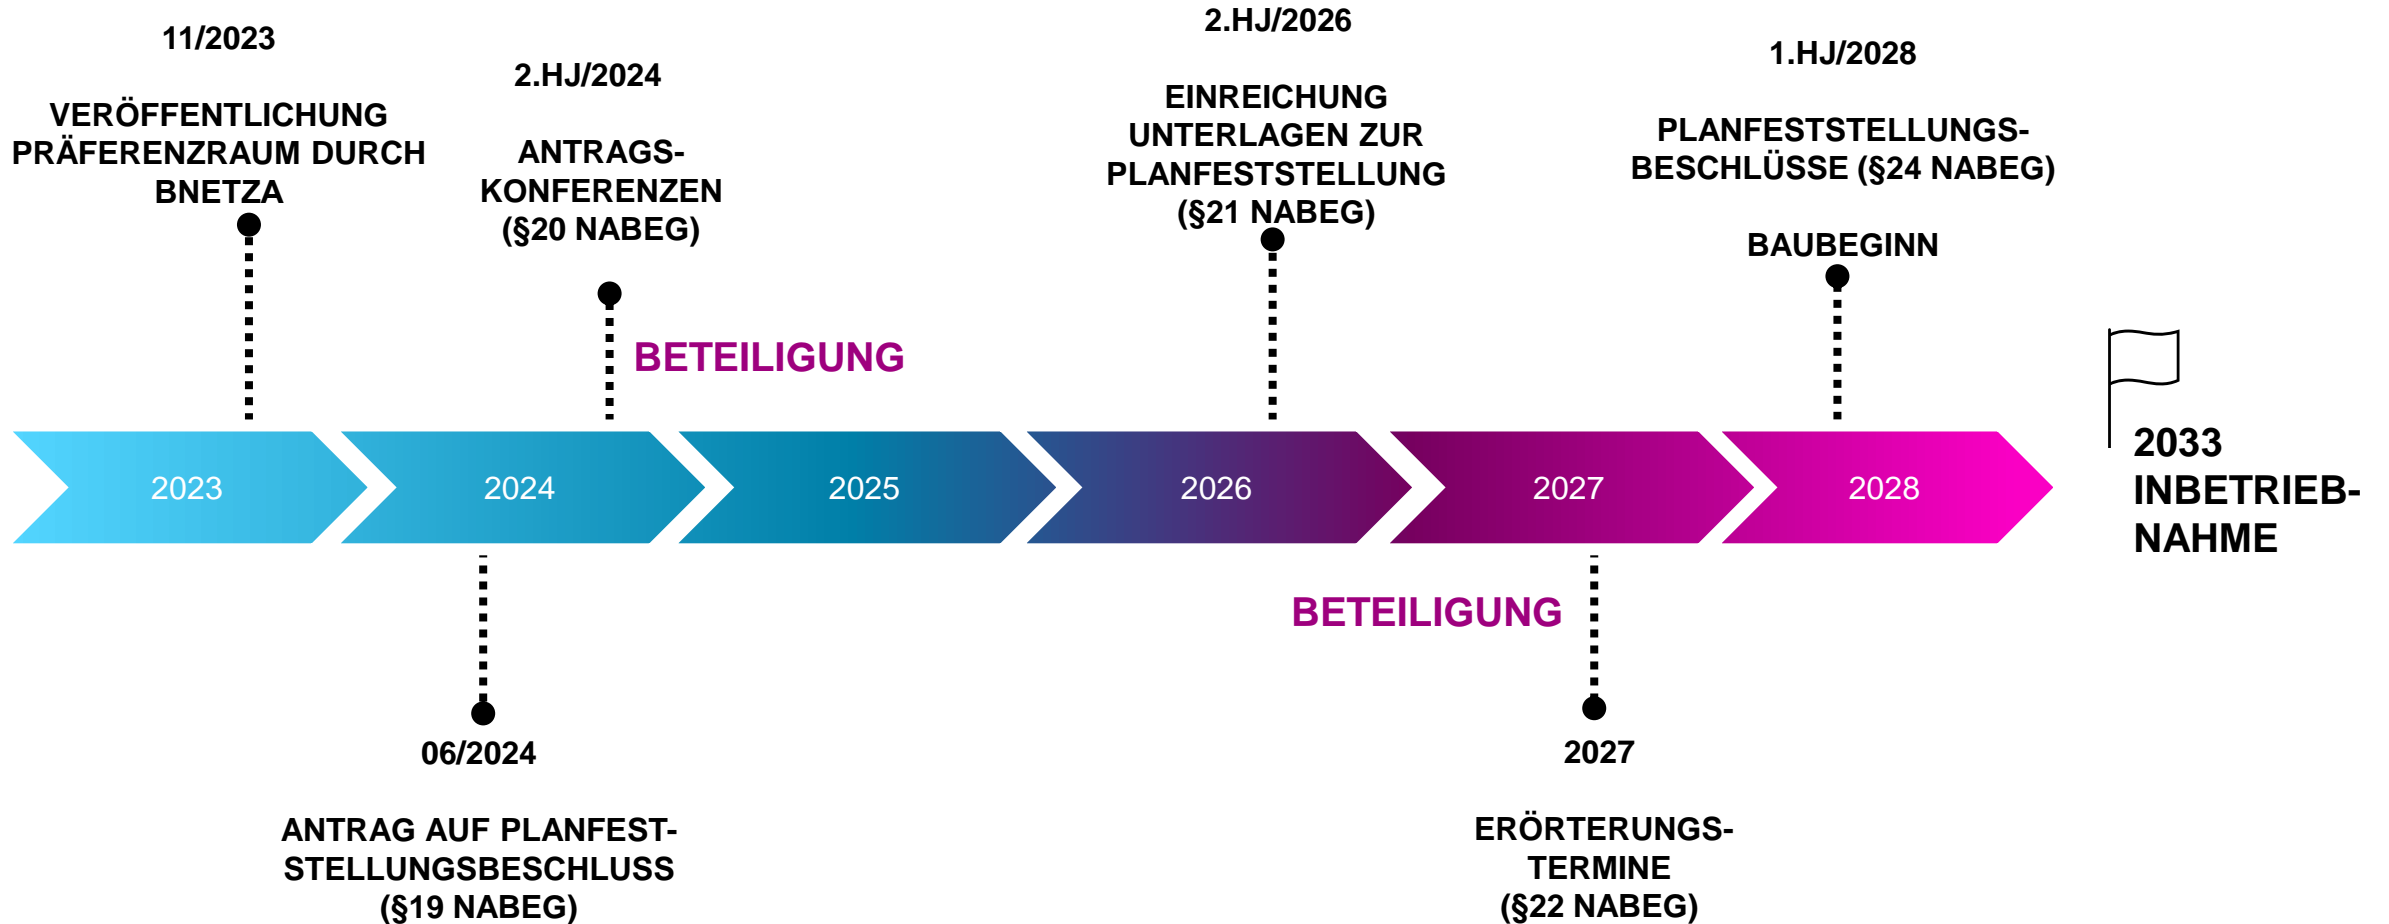 11/2023
VERÖFFENTLICHUNG
PRÄFERENZRAUM DURCH
BNETZA
2.HJ/2024
ANTRAGS-
KONFERENZEN
(§20 NABEG)
BETEILIGUNG
2.HJ/2026
EINREICHUNG
UNTERLAGEN ZUR
PLANFESTSTELLUNG
(§21 NABEG)
1.HJ/2028
PLANFESTSTELLUNGS-
BESCHLÜSSE (§24 NABEG)
BAUBEGINN
2023
2024
2025
2026
2027
2028
2033
INBETRIEB-
NAHME
06/2024
ANTRAG AUF PLANFEST-
STELLUNGSBESCHLUSS
(§19 NABEG)
BETEILIGUNG
2027
ERÖRTERUNGS-
TERMINE
(§22 NABEG)